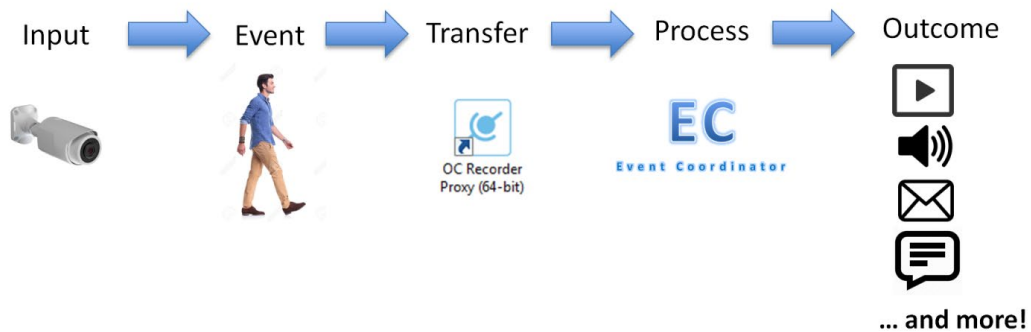 Input
Event
Transfer
Process
Outcome
OC Recorder
Proxy (64-bit)
EC
Event Coordinator
... and more!